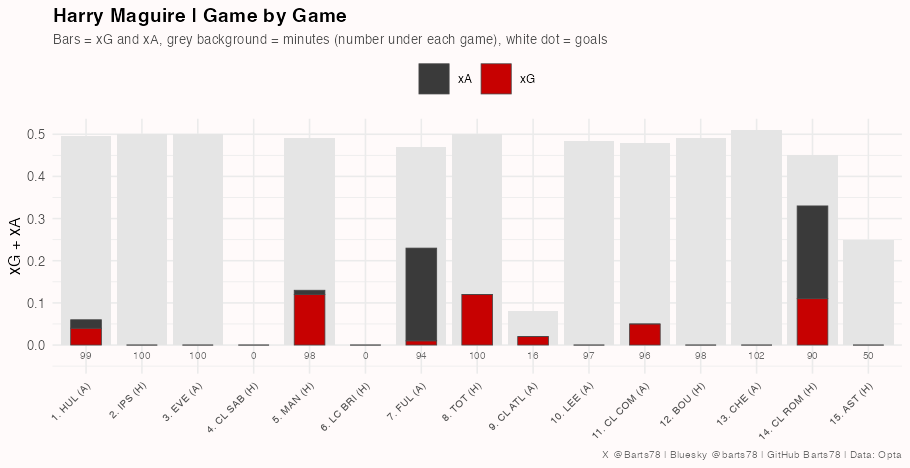 Harry Maguire | Game by Game
Bars = xG and xA, grey background = minutes (number under each game), white dot = goals
xA
xG
xG + xA
0.5
0.4
0.3
0.2
0.1
0.0
99
100
100
0
98
0
94
100
16
97
96
98
102
90
50
1. HUL (A)
2. IPS (H)
3. EVE (A)
4. CL SAB (H)
5. MAN (H)
6. LC BRI (H)
7. FUL (A)
8. TOT (H)
9. CL ATL (A)
10. LEE (A)
11. CL COM (A)
12. BOU (H)
13. CHE (A)
14. CL ROM (H)
15. AST (H)
X @Barts78 | Bluesky @barts78 | GitHub Barts78 | Data: Opta